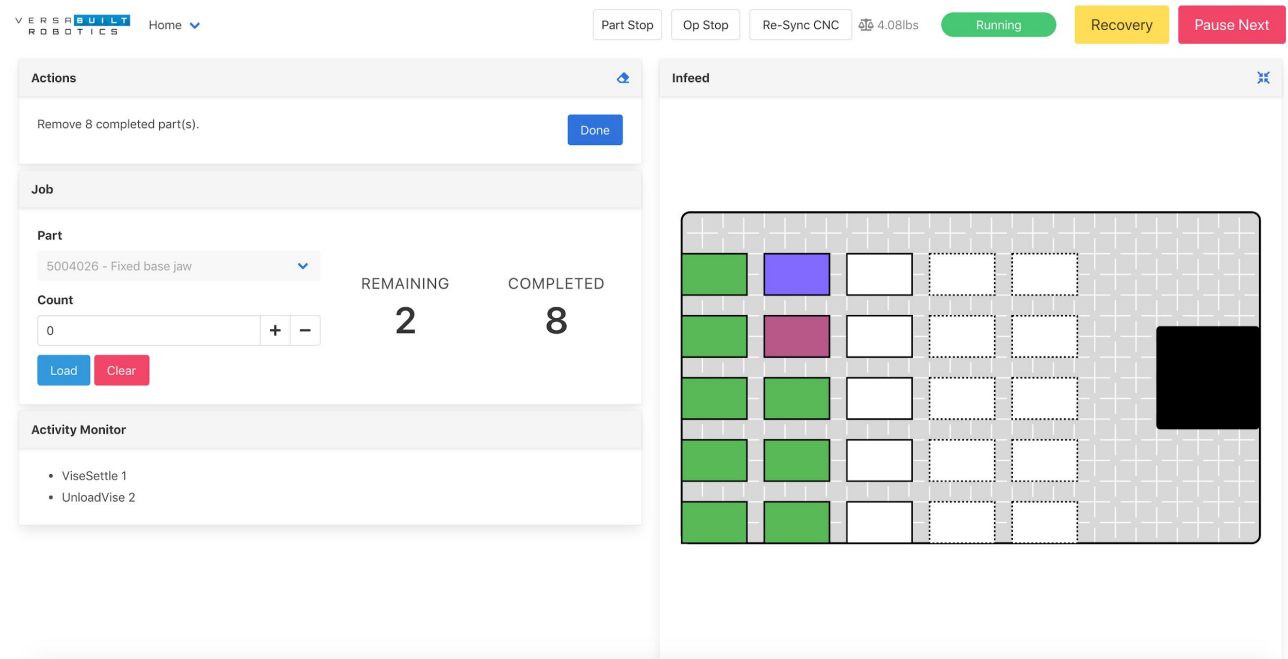 VERSABUILT
ROBOTICS
Home
Part Stop
Op Stop
Re-Sync CNC
4.08lbs
Running
Recovery
Pause Next
Actions
Remove 8 completed part(s).
Done
Job
Part
5004026 - Fixed base jaw
Count
0
+
−
Load
Clear
REMAINING
2
COMPLETED
8
Activity Monitor
• ViseSettle 1
• UnloadVise 2
Infeed